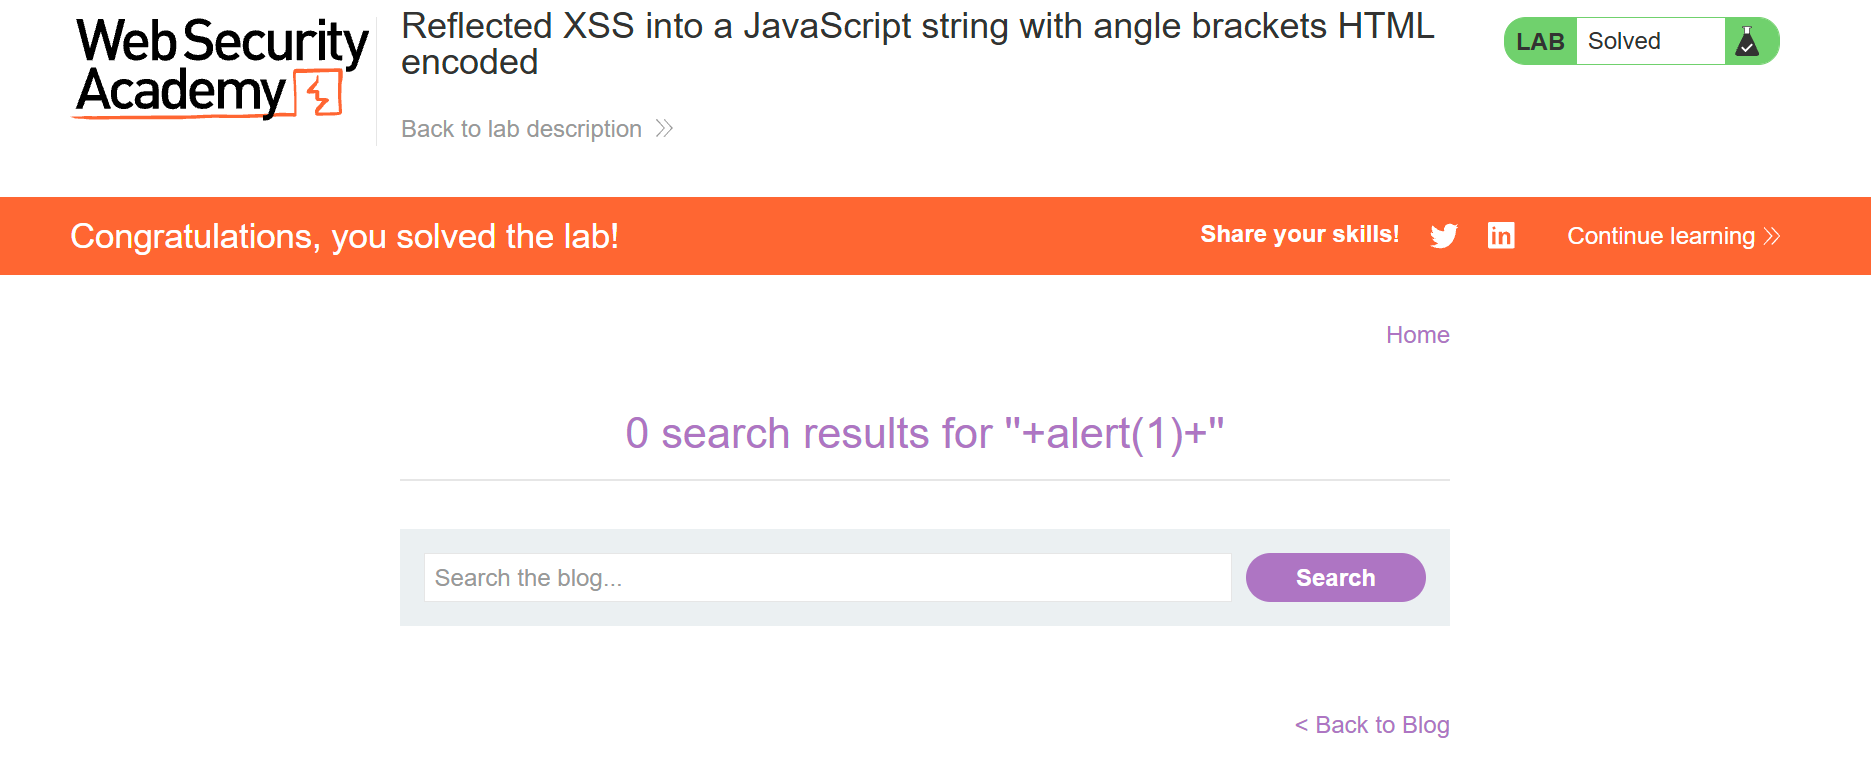 Web Security
Academy
Reflected XSS into a JavaScript string with angle brackets HTML
encoded
Back to lab description
LAB Solved
Congratulations, you solved the lab!
Share your skills!
in
Continue learning
Home
0 search results for ''+alert(1)+''
Search the blog...
Search
< Back to Blog